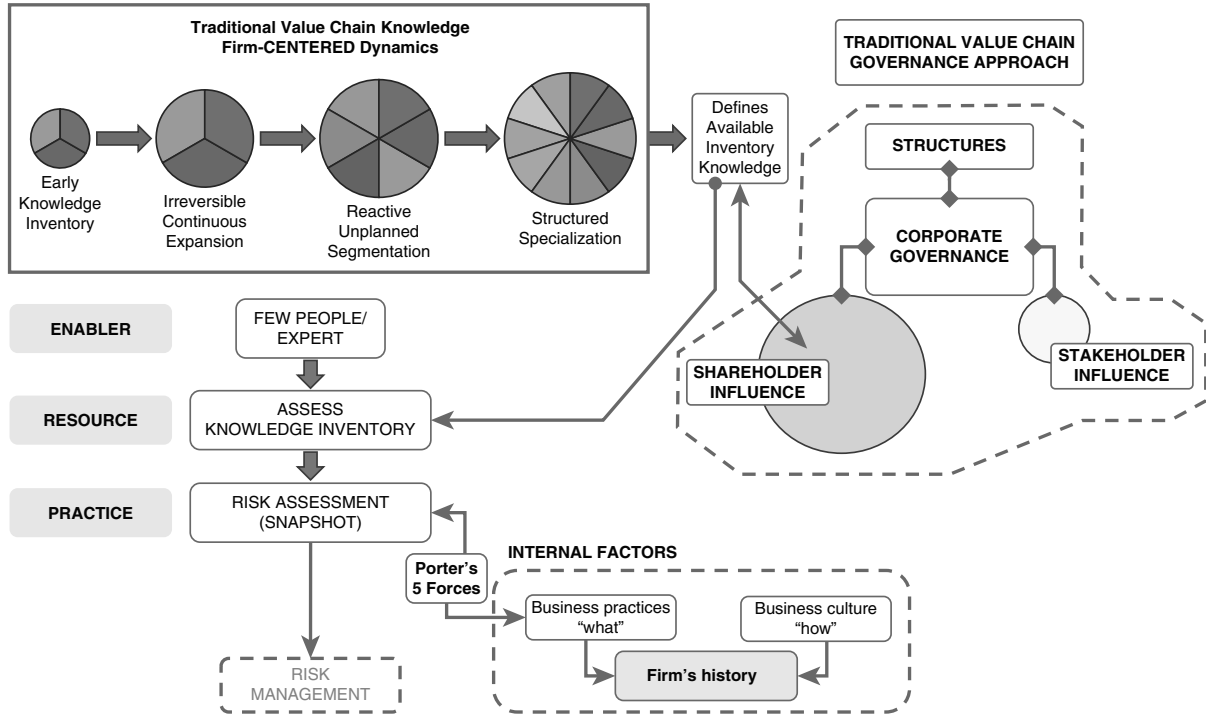 Traditional Value Chain Knowledge
Firm-CENTERED Dynamics
Early
Knowledge
Inventory
Irreversible
Continuous
Expansion
Reactive
Unplanned
Segmentation
Structured
Specialization
Defines
Available
Inventory
Knowledge
TRADITIONAL VALUE CHAIN
GOVERNANCE APPROACH
STRUCTURES
CORPORATE
GOVERNANCE
SHAREHOLDER
INFLUENCE
STAKEHOLDER
INFLUENCE
ENABLER
FEW PEOPLE/
EXPERT
RESOURCE
ASSESS
KNOWLEDGE INVENTORY
PRACTICE
RISK ASSESSMENT
(SNAPSHOT)
Porter's
5 Forces
INTERNAL FACTORS
Business practices
“what”
Business culture
“how”
Firm's history
RISK
MANAGEMENT